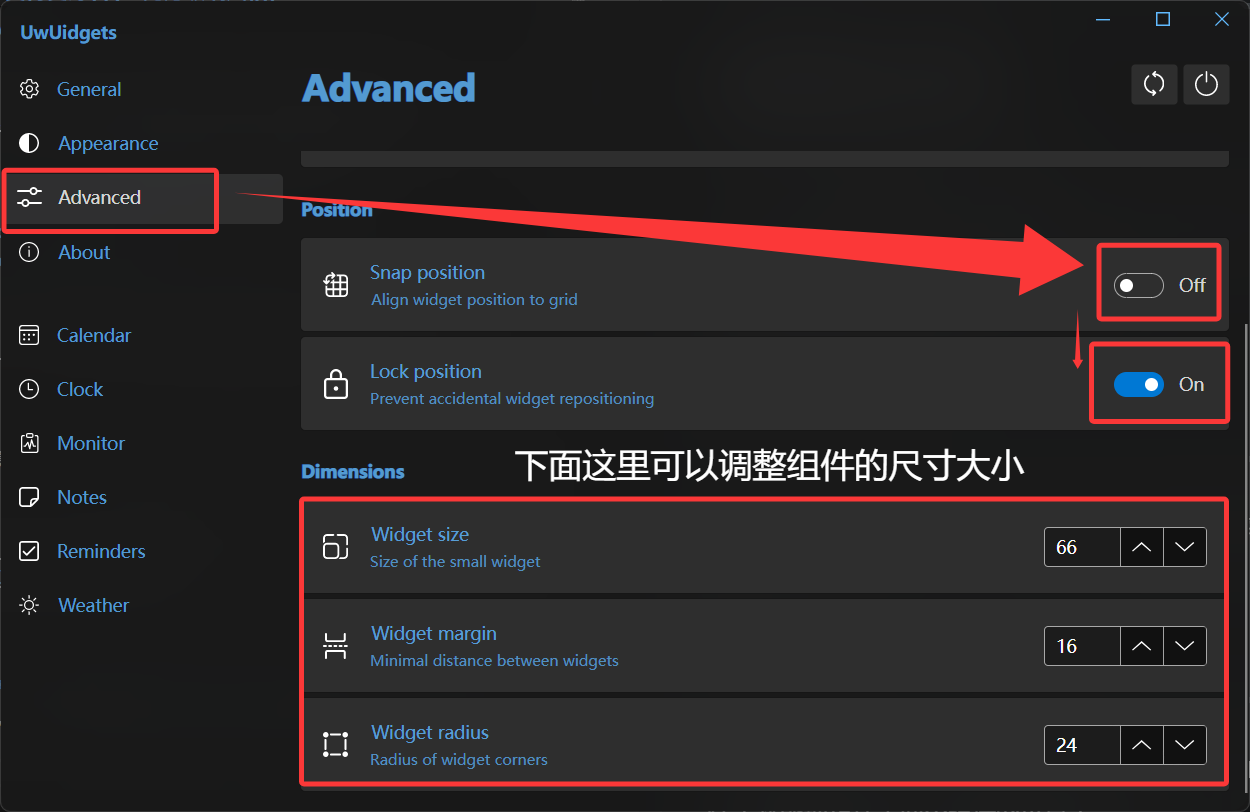 UwUidgets
General
Appearance
Advanced
About
Calendar
Clock
Monitor
Notes
Reminders
Weather
Advanced
Position
Snap position
Align widget position to grid
Off
Lock position
Prevent accidental widget repositioning
On
Dimensions
下面这里可以调整组件的尺寸大小
Widget size
Size of the small widget
66
Widget margin
Minimal distance between widgets
16
Widget radius
Radius of widget corners
24